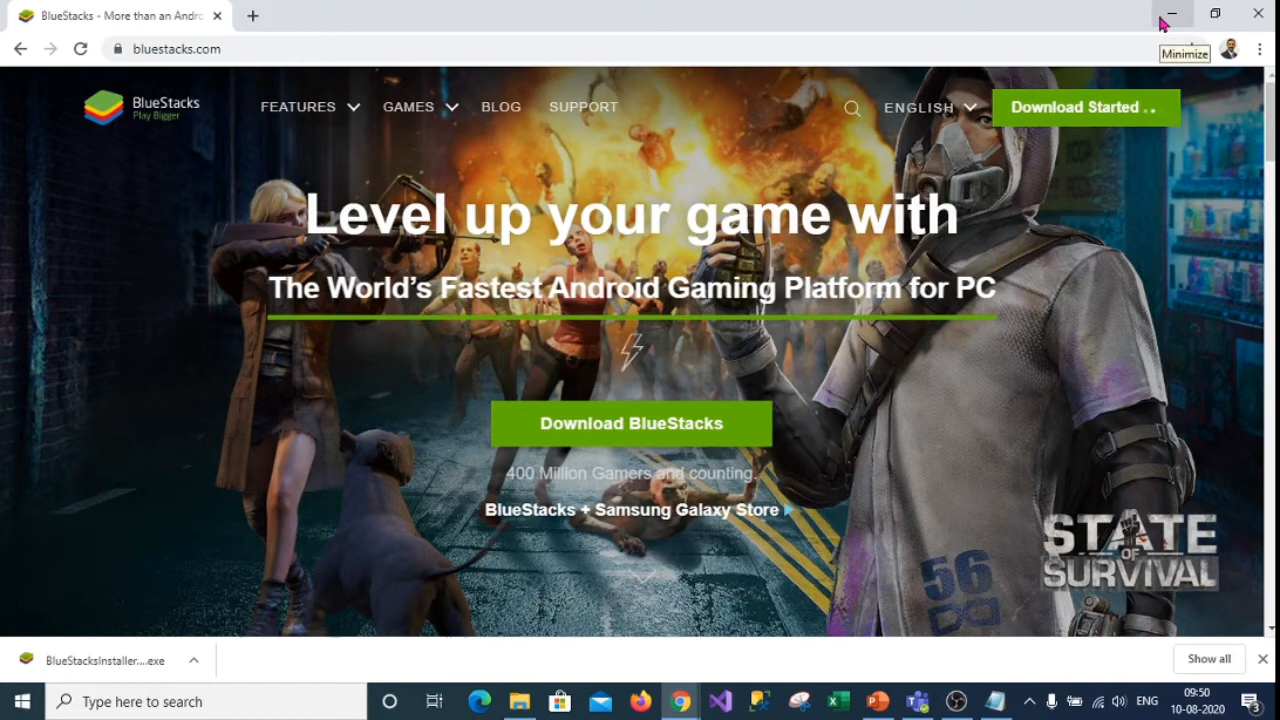 BlueStacks - More than an Andro
bluestacks.com
Minimize
BlueStacks
Play Bigger
FEATURES
GAMES
BLOG
SUPPORT
ENGLISH
Download Started . .
Level up your game with
The World's Fastest Android Gaming Platform for PC
Download BlueStacks
400 Million Gamers and counting.
BlueStacks + Samsung Galaxy Store
STATE
OF
SURVIVAL
56
BlueStacksInstaller....exe
Show all
Type here to search
ENG
09:50
10-08-2020
3